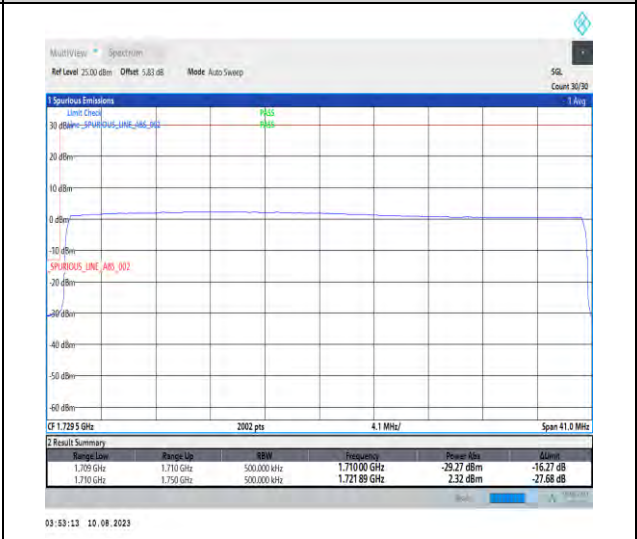 MultiView Spectrum
Ref Level 25.00 dBm Offset 5.83 dB Mode Auto Sweep SGL
Count 30/30
1 Spurious Emissions 1 Avg
Limit Check PASS
30 dBm _SPURIOUS_LINE_ABS_002 PASS
20 dBm
10 dBm
0 dBm
-10 dBm
_SPURIOUS_LINE_ABS_002
-20 dBm
-30 dBm
-40 dBm
-50 dBm
-60 dBm
CF 1.729 5 GHz 2002 pts 4.1 MHz/ Span 41.0 MHz
2 Result Summary
Range Low Range Up RBW Frequency Power Abs ΔLimit
1.709 GHz 1.710 GHz 500.000 kHz 1.710 00 GHz -29.27 dBm -16.27 dB
1.710 GHz 1.750 GHz 500.000 kHz 1.721 89 GHz 2.32 dBm -27.68 dB
03:53:13 10.08.2023